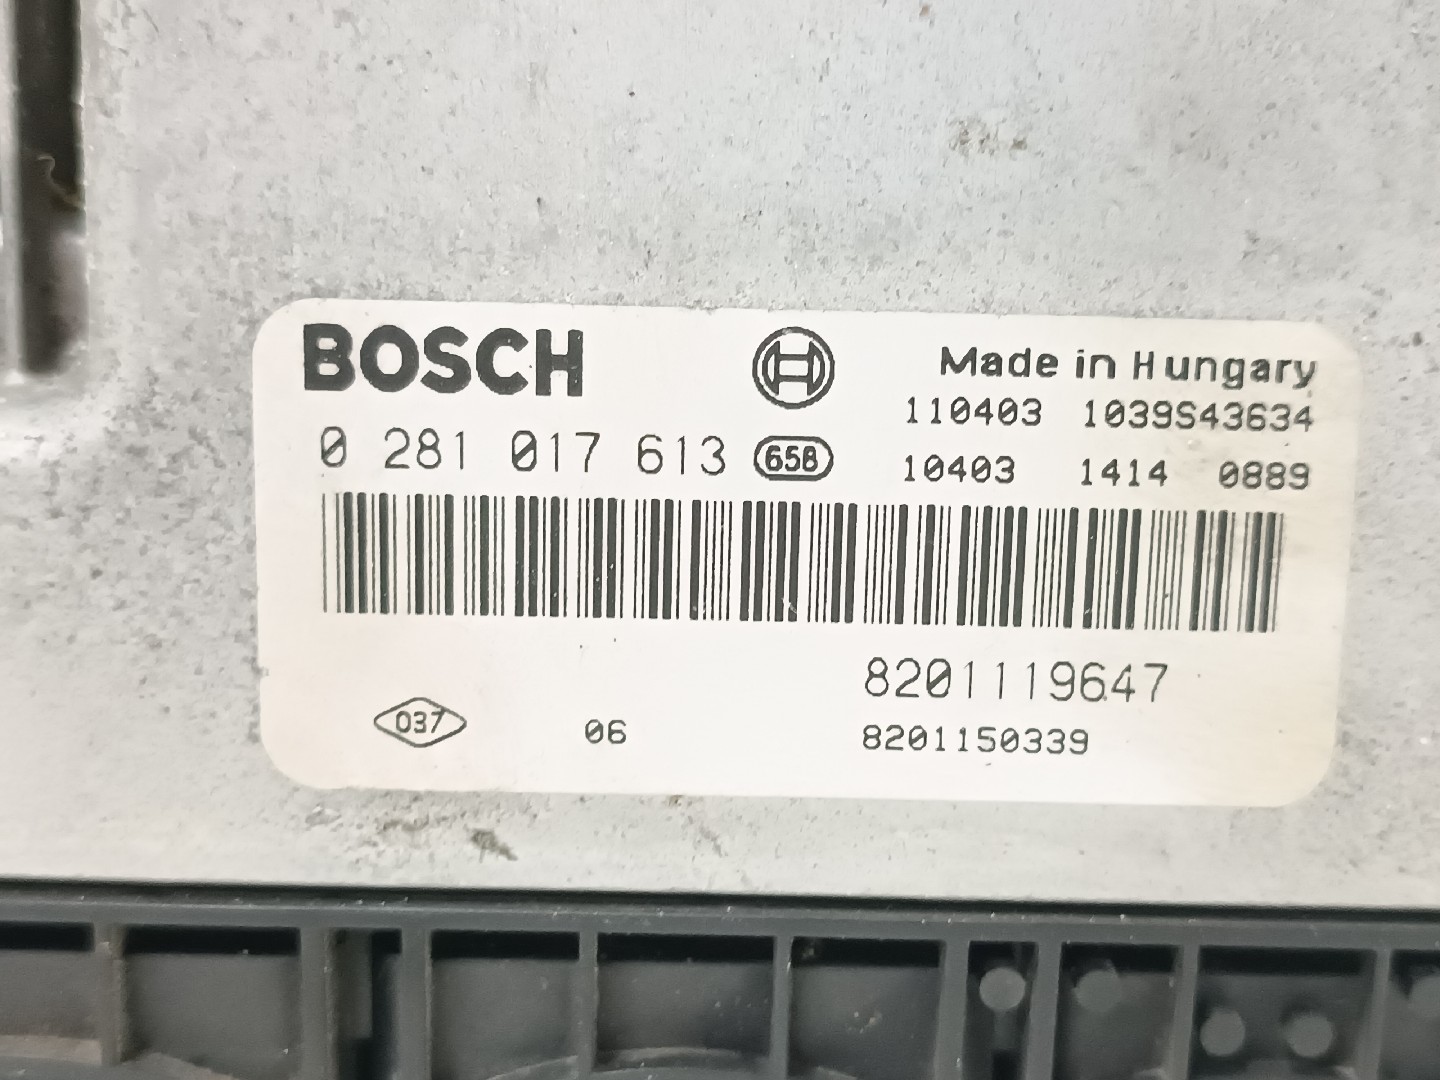 BOSCH
Made in Hungary
110403 1039S43634
0 281 017 613 658
10403 1414 0889
8201119647
037 06 8201150339